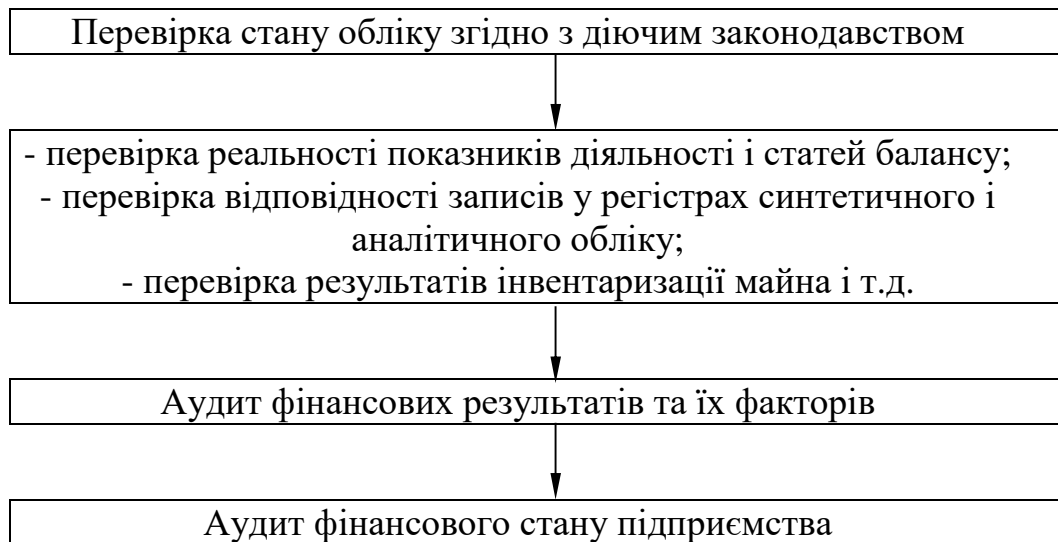 Перевірка стану обліку згідно з діючим законодавством
- перевірка реальності показників діяльності і статей балансу;
- перевірка відповідності записів у регістрах синтетичного і
аналітичного обліку;
- перевірка результатів інвентаризації майна і т.д.
Аудит фінансових результатів та їх факторів
Аудит фінансового стану підприємства